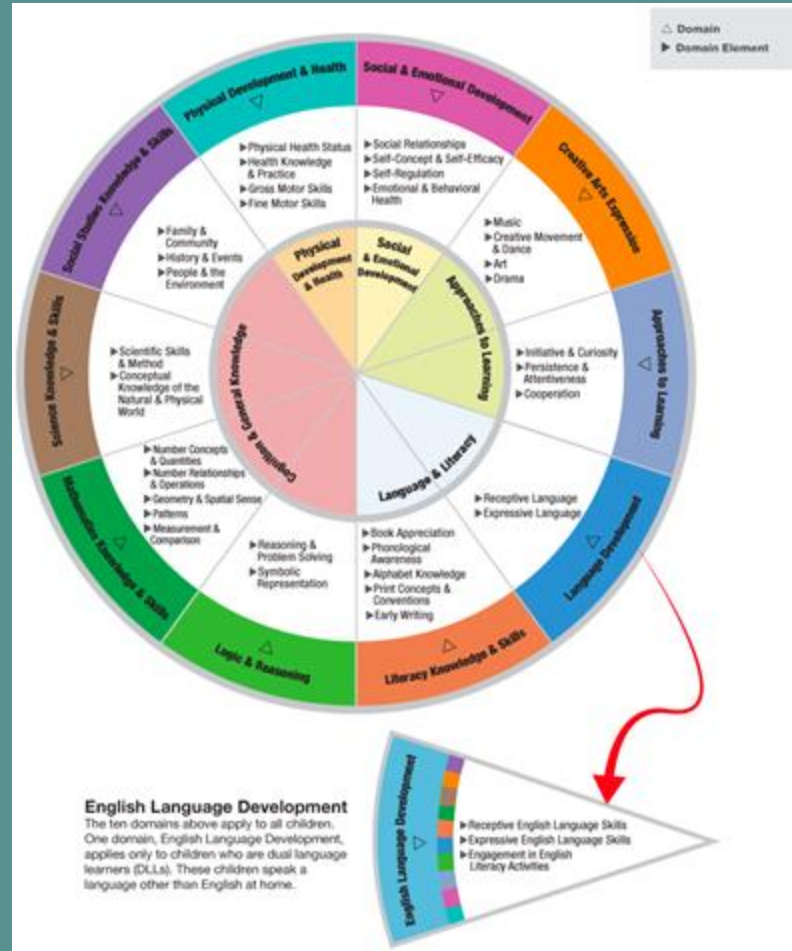 △ Domain
▶ Domain Element
Physical Development & Health
▶Physical Health Status
▶Health Knowledge
& Practice
▶Gross Motor Skills
▶Fine Motor Skills
Social & Emotional Development
▶Social Relationships
▶Self-Concept & Self-Efficacy
▶Self-Regulation
▶Emotional & Behavioral
Health
Creative Arts Expression
▶Music
▶Creative Movement
& Dance
▶Art
▶Drama
Approaches to Learning
▶Initiative & Curiosity
▶Persistence &
Attentiveness
▶Cooperation
Language Development
▶Receptive Language
▶Expressive Language
Literacy Knowledge & Skills
▶Book Appreciation
▶Phonological
Awareness
▶Alphabet Knowledge
▶Print Concepts &
Conventions
▶Early Writing
Logic & Reasoning
▶Reasoning &
Problem Solving
▶Symbolic
Representation
Mathematics Knowledge & Skills
▶Number Concepts
& Quantities
▶Number Relationships
& Operations
▶Geometry & Spatial Sense
▶Patterns
▶Measurement &
Comparison
Science Knowledge & Skills
▶Scientific Skills
& Method
▶Conceptual
Knowledge of the
Natural & Physical
World
Social Studies Knowledge & Skills
▶Family &
Community
▶History & Events
▶People & the
Environment
Physical
Development
& Health
Social
& Emotional
Development
Approaches to Learning
Language & Literacy
Cognition & General Knowledge
English Language Development
The ten domains above apply to all children.
One domain, English Language Development,
applies only to children who are dual language
learners (DLLs). These children speak a
language other than English at home.
English Language Development
▶Receptive English Language Skills
▶Expressive English Language Skills
▶Engagement in English
Literacy Activities